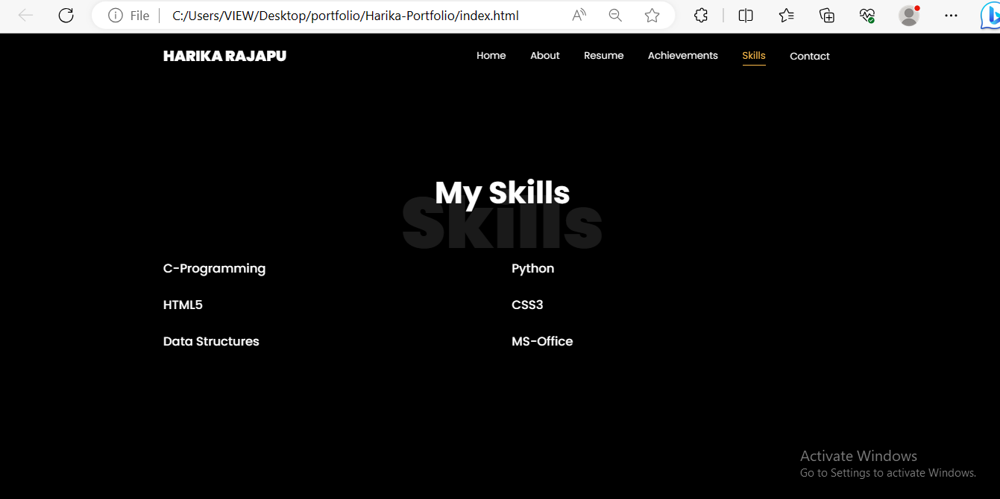 File C:/Users/VIEW/Desktop/portfolio/Harika-Portfolio/index.html
HARIKA RAJAPU Home About Resume Achievements Skills Contact
My Skills
Skills
C-Programming Python
HTML5 CSS3
Data Structures MS-Office
Activate Windows
Go to Settings to activate Windows.